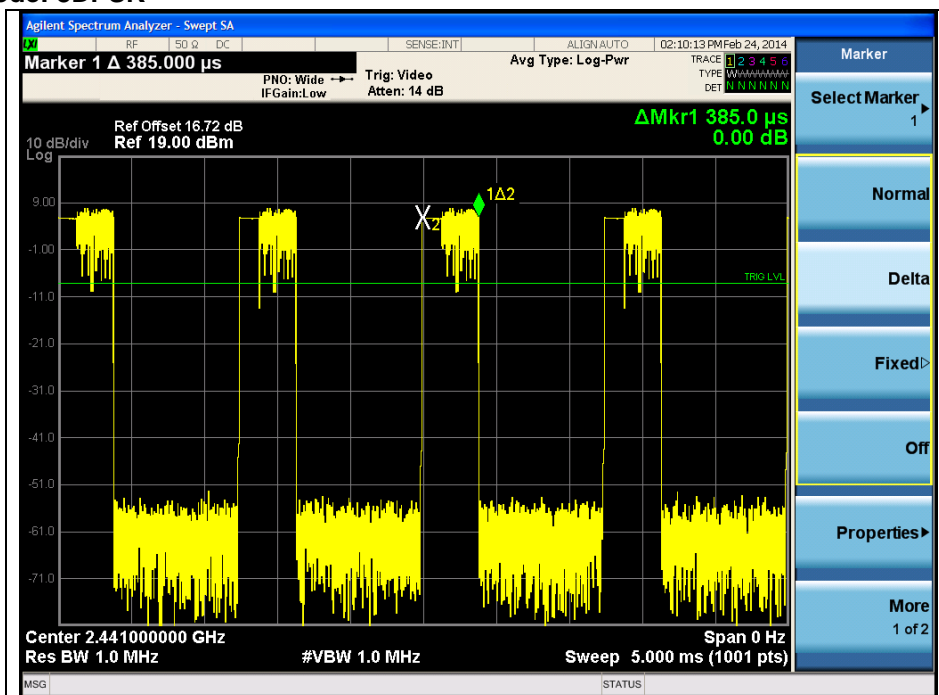 Agilent Spectrum Analyzer - Swept SA
LXI RF 50 Ω DC SENSE:INT ALIGN AUTO 02:10:13 PM Feb 24, 2014
Marker 1 Δ 385.000 µs
Avg Type: Log-Pwr
TRACE 1 2 3 4 5 6
PNO: Wide
Trig: Video
TYPE WWWWWW
IFGain:Low
Atten: 14 dB
DET N N N N N N
Marker
Select Marker
1
Ref Offset 16.72 dB
ΔMkr1 385.0 µs
10 dB/div Ref 19.00 dBm
0.00 dB
Log
9.00
-1.00
-11.0
-21.0
-31.0
-41.0
-51.0
-61.0
-71.0
1Δ2
X2
TRIG LVL
Normal
Delta
Fixed
Off
Properties
More
1 of 2
Center 2.441000000 GHz
Span 0 Hz
Res BW 1.0 MHz
#VBW 1.0 MHz
Sweep 5.000 ms (1001 pts)
MSG
STATUS